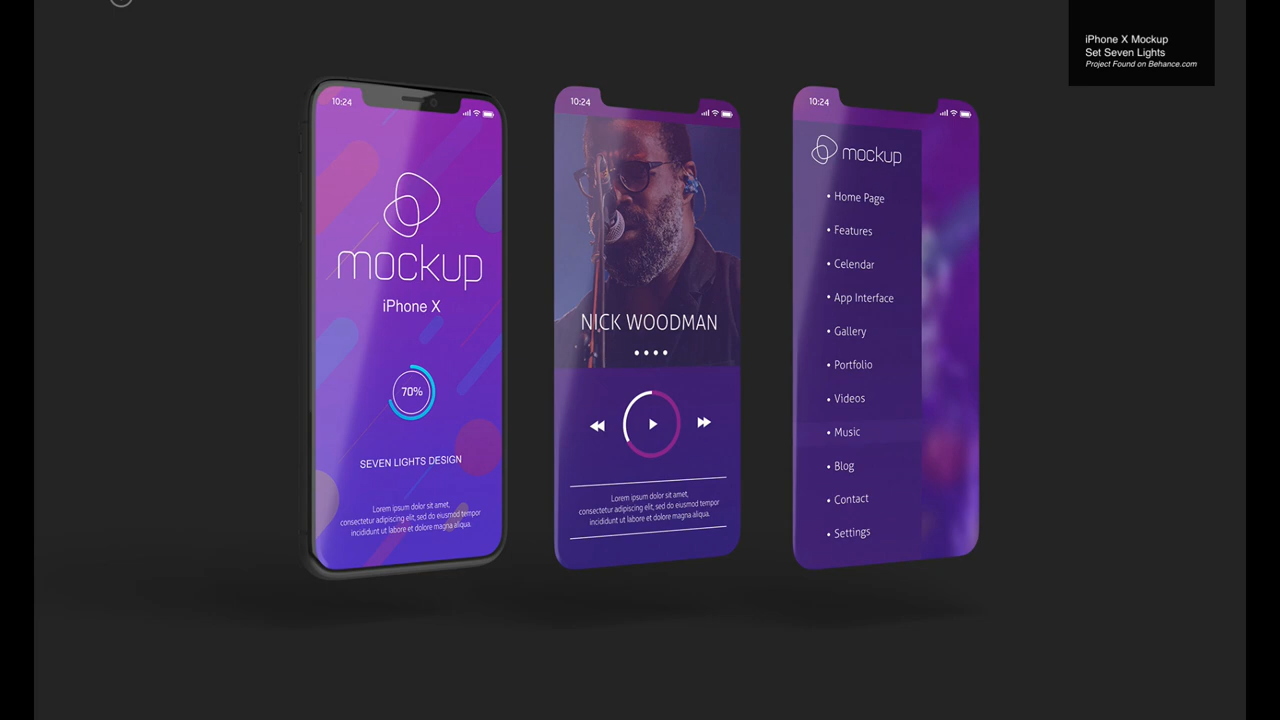 iPhone X Mockup
Set Seven Lights
Project Found on Behance.com
10:24
mockup
iPhone X
70%
SEVEN LIGHTS DESIGN
Lorem ipsum dolor sit amet,
consectetur adipiscing elit, sed do eiusmod tempor
incididunt ut labore et dolore magna aliqua.
10:24
NICK WOODMAN
Lorem ipsum dolor sit amet,
consectetur adipiscing elit, sed do eiusmod tempor
incididunt ut labore et dolore magna aliqua.
10:24
mockup
• Home Page
• Features
• Celendar
• App Interface
• Gallery
• Portfolio
• Videos
• Music
• Blog
• Contact
• Settings